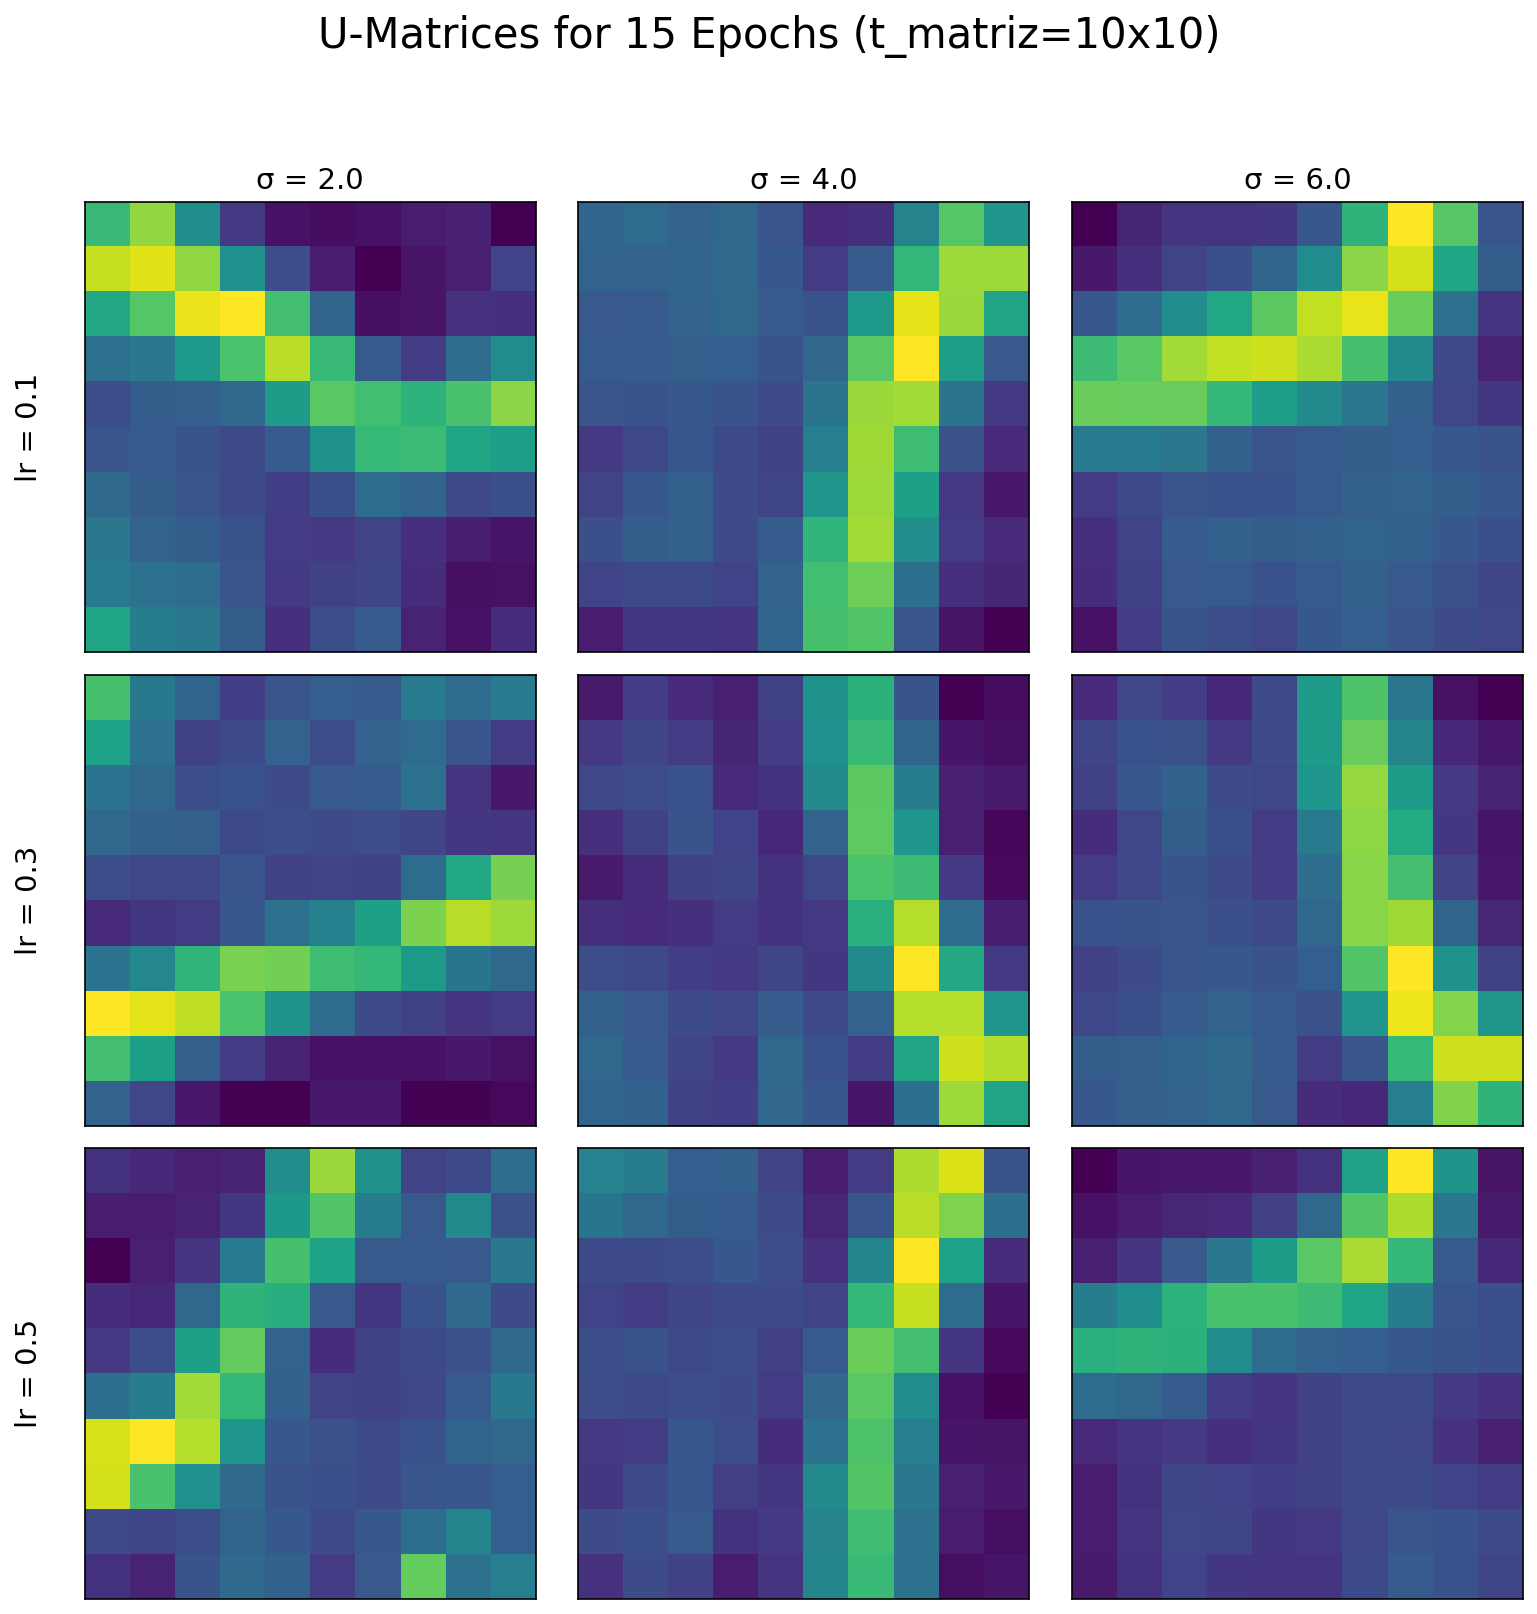 U-Matrices for 15 Epochs (t_matriz=10x10)
σ = 2.0
σ = 4.0
σ = 6.0
lr = 0.1
lr = 0.3
lr = 0.5